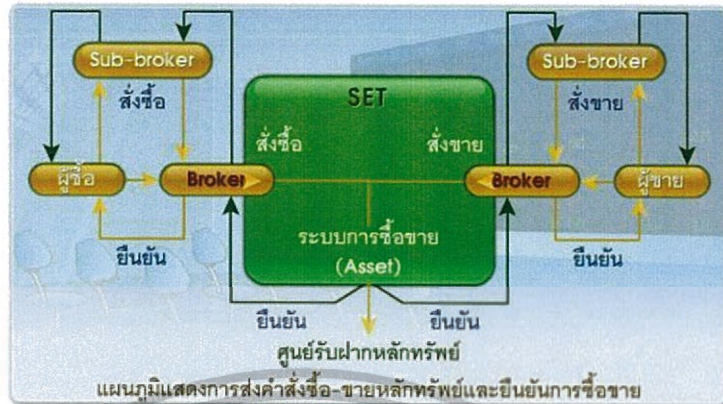 Sub-broker
SET
Sub-broker
สั่งซื้อ
สั่งขาย
สั่งซื้อ
สั่งขาย
ผู้ซื้อ
Broker
Broker
ผู้ขาย
ยืนยัน
ระบบการซื้อขาย
(Asset)
ยืนยัน
ยืนยัน
ยืนยัน
ศูนย์รับฝากหลักทรัพย์
แผนภูมิแสดงการส่งคำสั่งซื้อ-ขายหลักทรัพย์และยืนยันการซื้อขาย